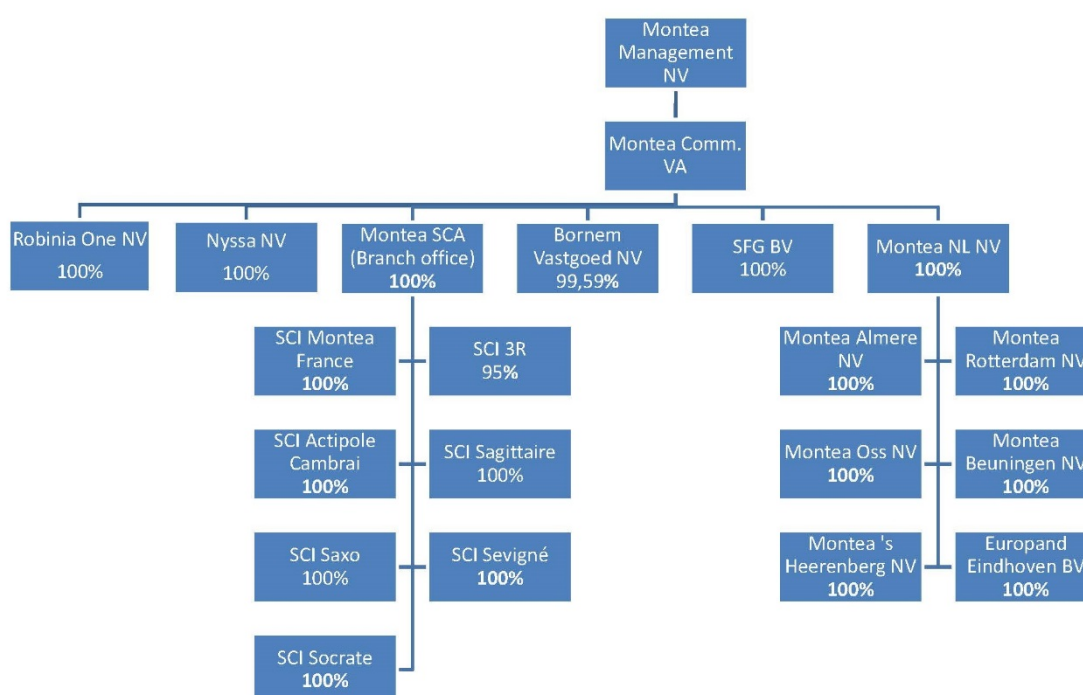 Montea
Management
NV
Montea Comm.
VA
Robinia One NV
100%
Nyssa NV
100%
Montea SCA
(Branch office)
100%
Bornem
Vastgoed NV
99,59%
SFG BV
100%
Montea NL NV
100%
SCI Montea
France
100%
SCI 3R
95%
Montea Almere
NV
100%
Montea
Rotterdam NV
100%
SCI Actipole
Cambrai
100%
SCI Sagittaire
100%
Montea Oss NV
100%
Montea
Beuningen NV
100%
SCI Saxo
100%
SCI Sevigné
100%
Montea 's
Heerenberg NV
100%
Europand
Eindhoven BV
100%
SCI Socrate
100%